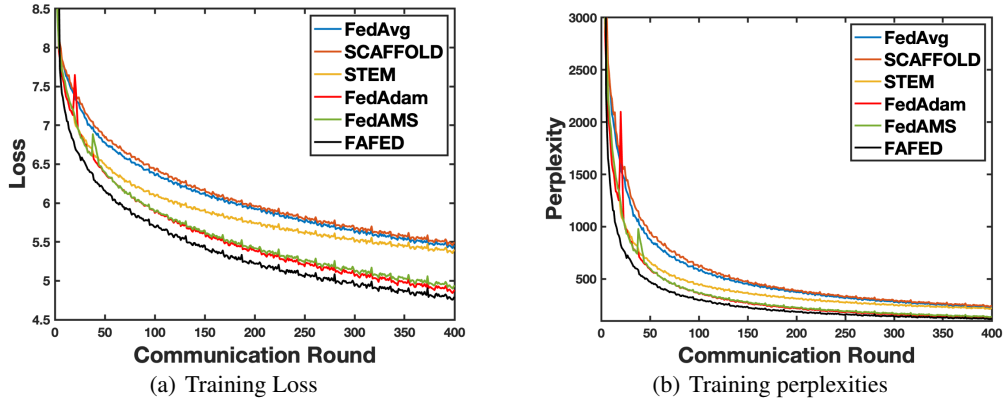 8.5
8
7.5
7
6.5
6
5.5
5
4.5
Loss
0 50 100 150 200 250 300 350 400
Communication Round
FedAvg
SCAFFOLD
STEM
FedAdam
FedAMS
FAFED
(a) Training Loss
3000
2500
2000
1500
1000
500
Perplexity
0 50 100 150 200 250 300 350 400
Communication Round
FedAvg
SCAFFOLD
STEM
FedAdam
FedAMS
FAFED
(b) Training perplexities